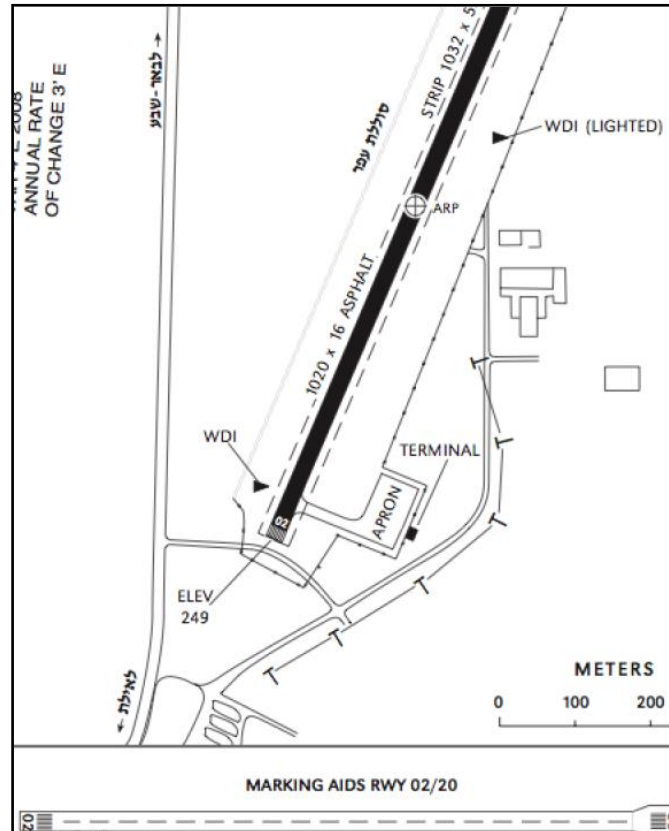 לבאר-שבע →
ANNUAL RATE
OF CHANGE 3' E
סוללת עפר
STRIP 1032 x 5
WDI (LIGHTED)
ARP
1020 x 16 ASPHALT
WDI
TERMINAL
APRON
02
ELEV
249
לאילת ←
METERS
0 100 200
MARKING AIDS RWY 02/20
02